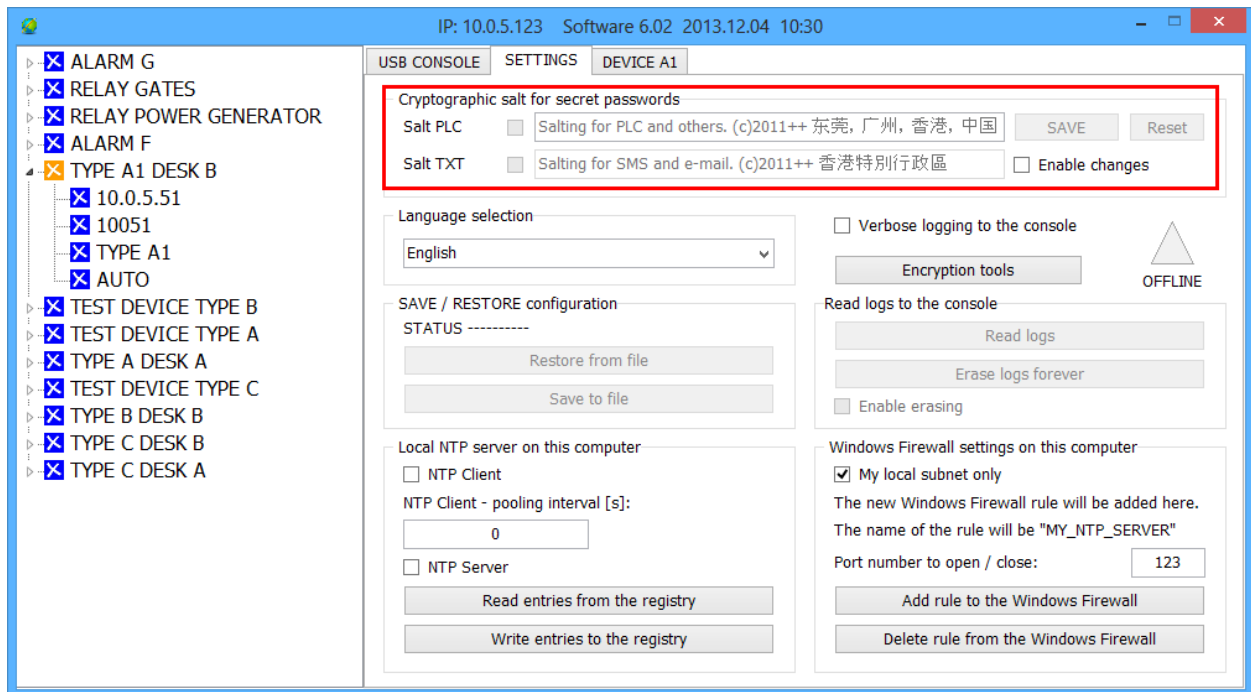 IP: 10.0.5.123 Software 6.02 2013.12.04 10:30
ALARM G
RELAY GATES
RELAY POWER GENERATOR
ALARM F
TYPE A1 DESK B
10.0.5.51
10051
TYPE A1
AUTO
TEST DEVICE TYPE B
TEST DEVICE TYPE A
TYPE A DESK A
TEST DEVICE TYPE C
TYPE B DESK B
TYPE C DESK B
TYPE C DESK A
USB CONSOLE SETTINGS DEVICE A1
Cryptographic salt for secret passwords
Salt PLC Salting for PLC and others. (c)2011++ 东莞, 广州, 香港, 中国 SAVE Reset
Salt TXT Salting for SMS and e-mail. (c)2011++ 香港特別行政區 Enable changes
Language selection
English
Verbose logging to the console
Encryption tools
OFFLINE
SAVE / RESTORE configuration
STATUS ----------
Restore from file
Save to file
Read logs to the console
Read logs
Erase logs forever
Enable erasing
Local NTP server on this computer
NTP Client
NTP Client - pooling interval [s]:
0
NTP Server
Read entries from the registry
Write entries to the registry
Windows Firewall settings on this computer
My local subnet only
The new Windows Firewall rule will be added here.
The name of the rule will be "MY_NTP_SERVER"
Port number to open / close: 123
Add rule to the Windows Firewall
Delete rule from the Windows Firewall